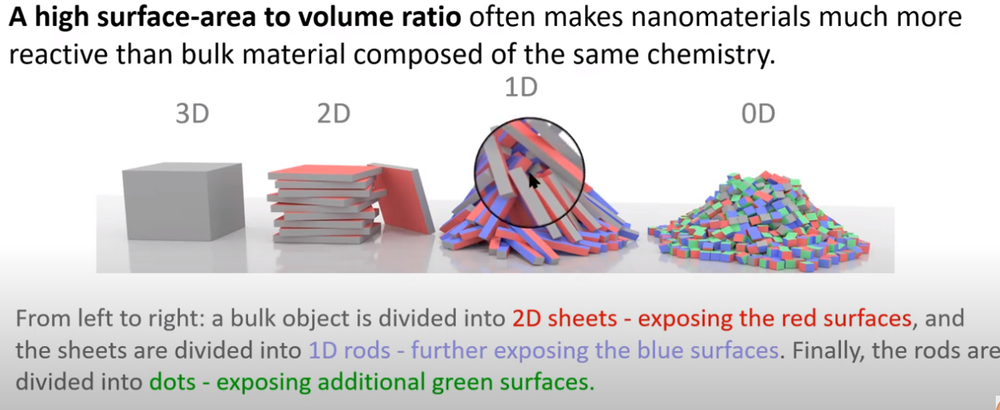 A high surface-area to volume ratio often makes nanomaterials much more
reactive than bulk material composed of the same chemistry.
1D
3D
2D
0D
From left to right: a bulk object is divided into 2D sheets - exposing the red surfaces, and
the sheets are divided into 1D rods - further exposing the blue surfaces. Finally, the rods are
divided into dots - exposing additional green surfaces.